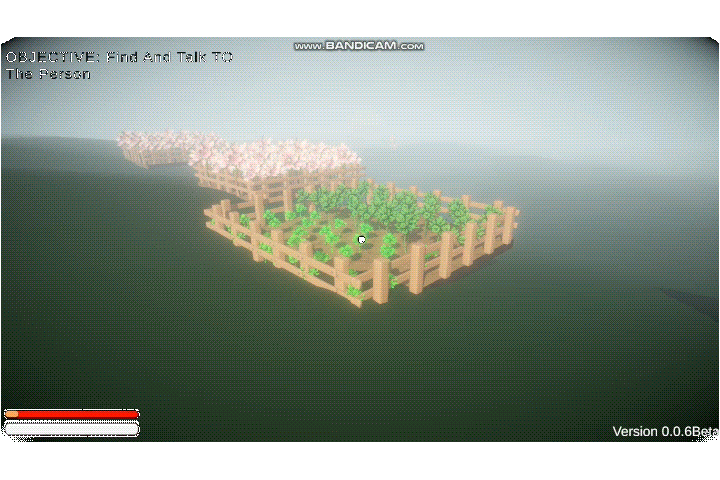 www.BANDICAM.com
OBJECTIVE: Find And Talk TO
The Person
Version 0.0.6Beta